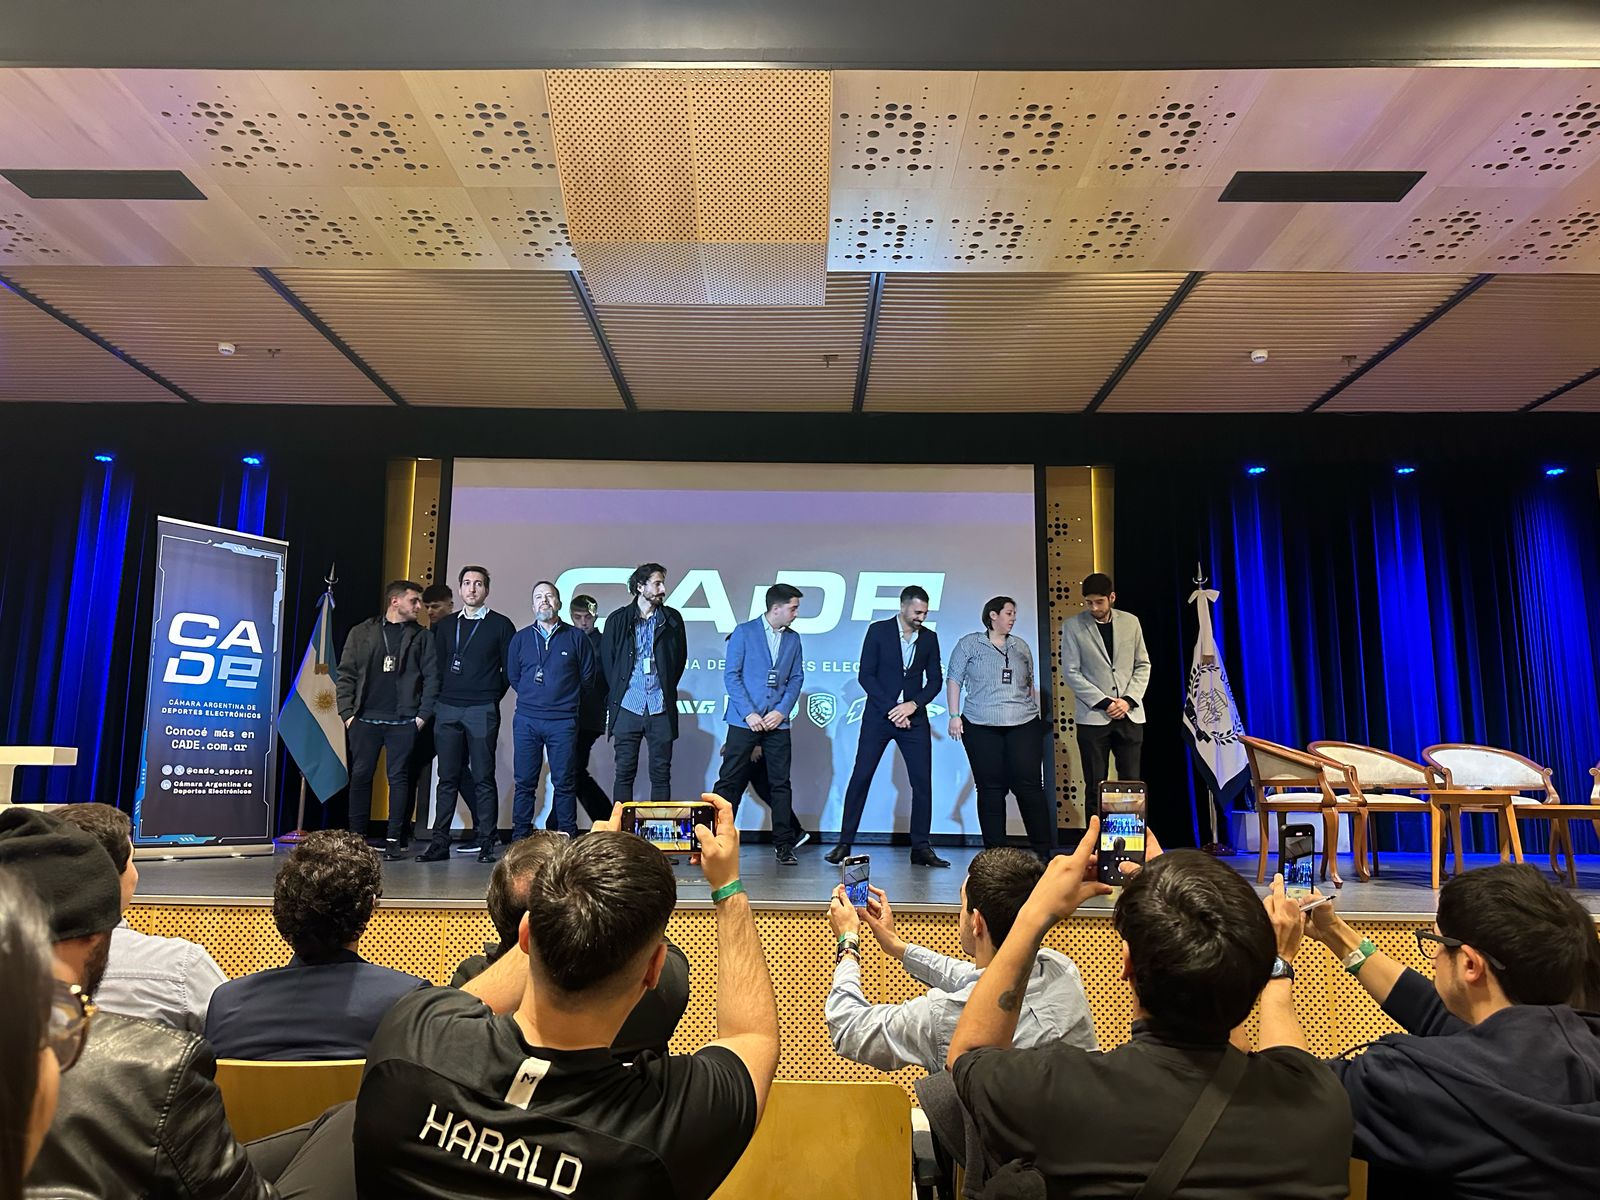 CADE
CA
DE
CÁMARA ARGENTINA DE
DEPORTES ELECTRÓNICOS
Conocé más en
CADE.com.ar
@cade_esports
Cámara Argentina de
Deportes Electrónicos
M
HARALD